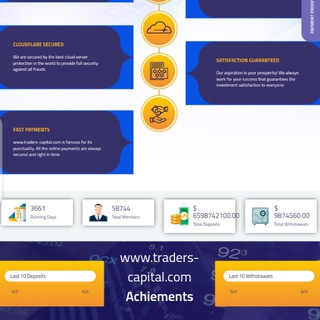 PAYMENT PROOF
CLOUDFLARE SECURED
We are secured by the best cloud server
protection in the world to provide full security
against all frauds.
SATISFACTION GUARANTEED
Our aspiration is your prosperity! We always
work for your success that guarantees the
investment satisfaction to everyone.
FAST PAYMENTS
www.traders-capital.com is famous for its
punctuality. All the online payments are always
secured and right in time.
3661
Running Days
58744
Total Members
$
6598742100.00
Total Deposits
$
9874560.00
Total Withdrawals
www.traders-
capital.com
Achiements
Last 10 Deposits
N/A N/A
Last 10 Withdrawals
N/A N/A